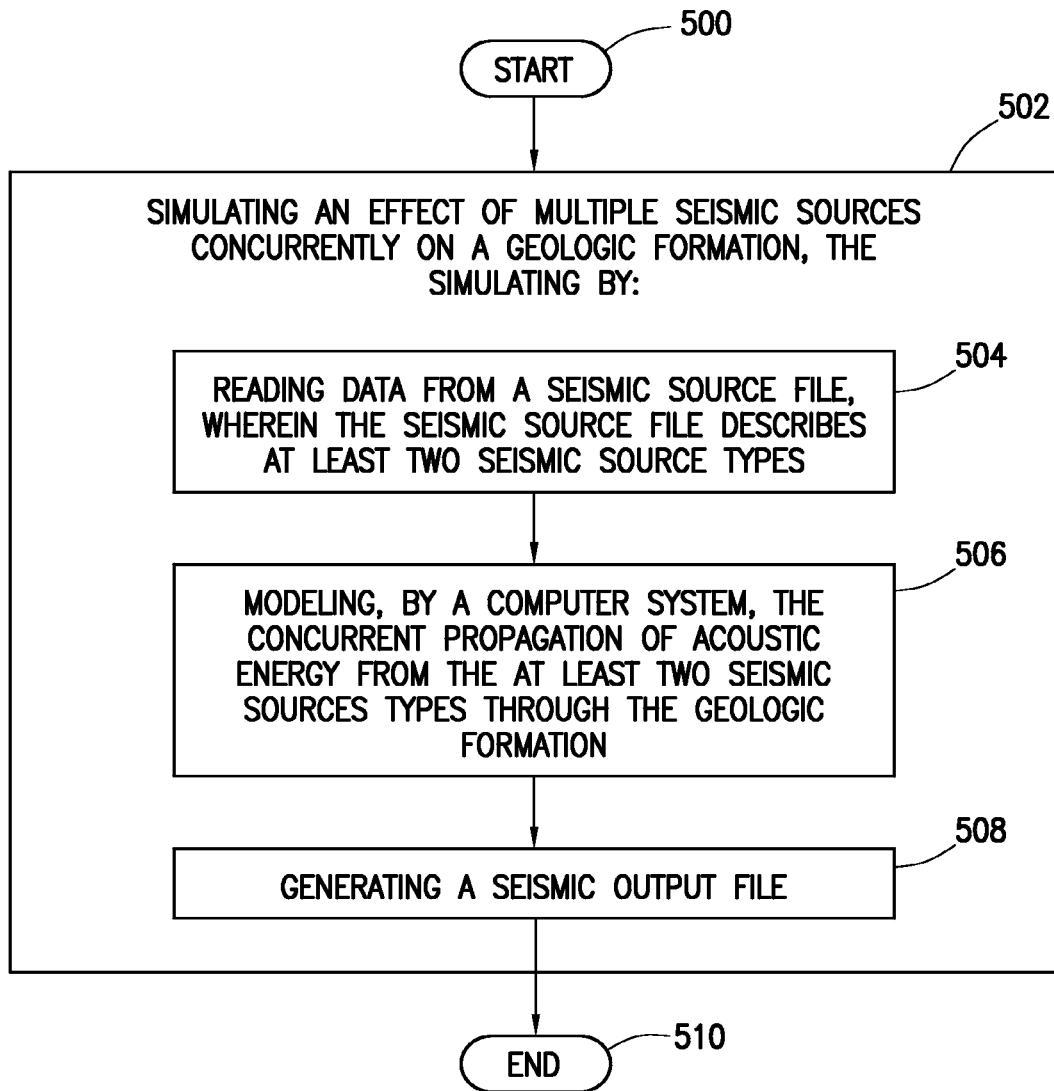 500
START
502
SIMULATING AN EFFECT OF MULTIPLE SEISMIC SOURCES
CONCURRENTLY ON A GEOLOGIC FORMATION, THE
SIMULATING BY:
504
READING DATA FROM A SEISMIC SOURCE FILE,
WHEREIN THE SEISMIC SOURCE FILE DESCRIBES
AT LEAST TWO SEISMIC SOURCE TYPES
506
MODELING, BY A COMPUTER SYSTEM, THE
CONCURRENT PROPAGATION OF ACOUSTIC
ENERGY FROM THE AT LEAST TWO SEISMIC
SOURCES TYPES THROUGH THE GEOLOGIC
FORMATION
508
GENERATING A SEISMIC OUTPUT FILE
510
END